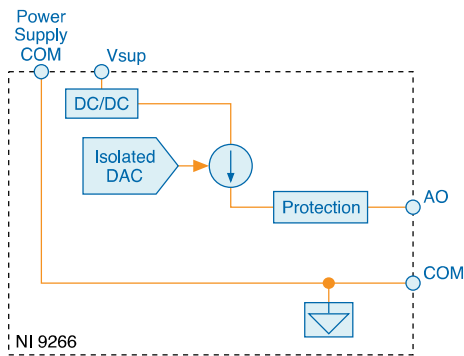 Power
Supply
COM
Vsup
DC/DC
Isolated
DAC
Protection
AO
COM
NI 9266